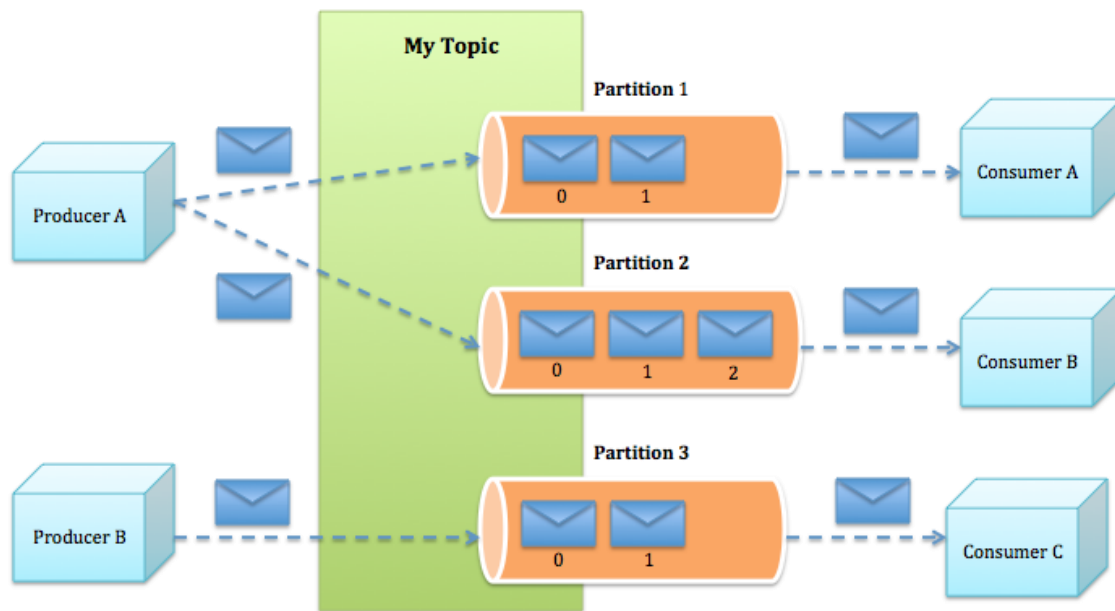 My Topic
Partition 1
0 1
Producer A
Consumer A
Partition 2
0 1 2
Consumer B
Partition 3
0 1
Producer B
Consumer C